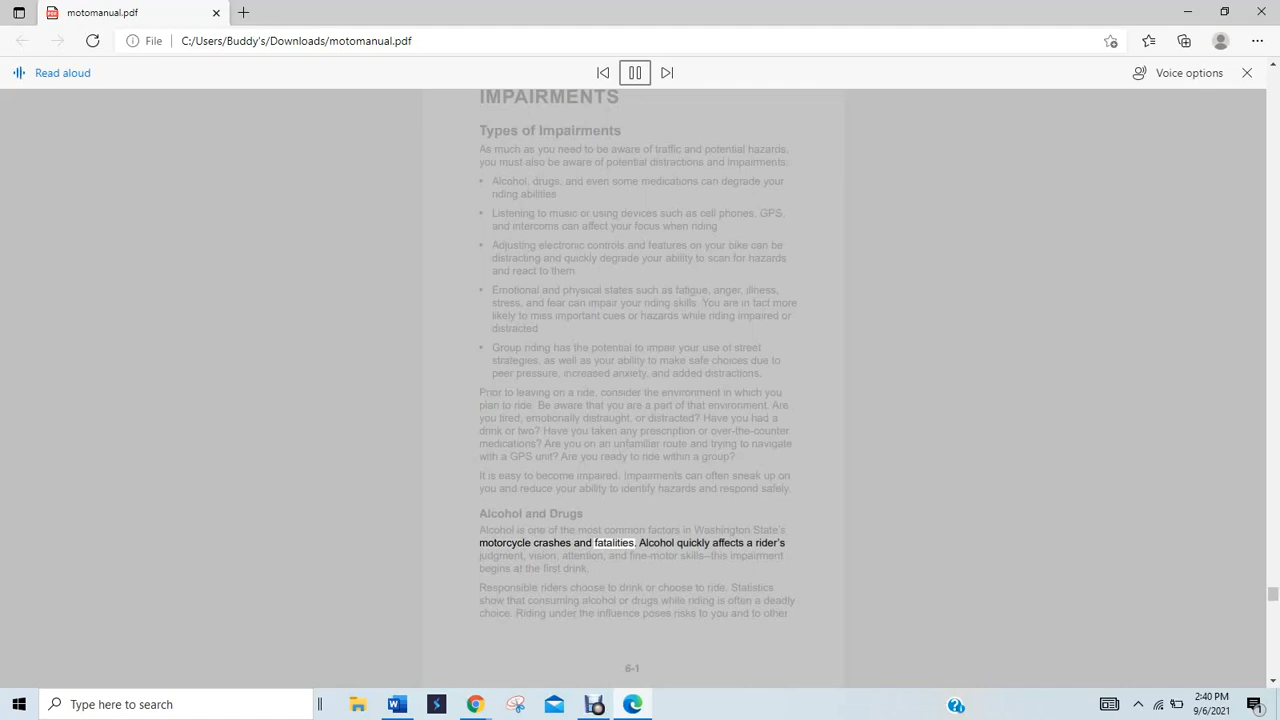 motomanual.pdf
File C:/Users/Buddy's/Downloads/motomanual.pdf
Read aloud
Voice options
IMPAIRMENTS
Types of Impairments
As much as you need to be aware of traffic and potential hazards,
you must also be aware of potential distractions and impairments.
• Alcohol, drugs, and even some medications can degrade your
riding abilities
• Listening to music or using devices such as cell phones, GPS,
and intercoms can affect your focus when riding
• Adjusting electronic controls and features on your bike can be
distracting and quickly degrade your ability to scan for hazards
and react to them
• Emotional and physical states such as fatigue, anger, illness,
stress, and fear can impair your riding skills. You are in fact more
likely to miss important cues or hazards while riding impaired or
distracted
• Group riding has the potential to impair your use of street
strategies, as well as your ability to make safe choices due to
peer pressure, increased anxiety, and added distractions.
Prior to leaving on a ride, consider the environment in which you
plan to ride. Be aware that you are a part of that environment. Are
you tired, emotionally distraught, or distracted? Have you had a
drink or two? Have you taken any prescription or over-the-counter
medications? Are you on an unfamiliar route and trying to navigate
with a GPS unit? Are you ready to ride within a group?
It is easy to become impaired. Impairments can often sneak up on
you and reduce your ability to identify hazards and respond safely.
Alcohol and Drugs
Alcohol is one of the most common factors in Washington State's
motorcycle crashes and fatalities. Alcohol quickly affects a rider's
judgment, vision, attention, and fine-motor skills–this impairment
begins at the first drink.
Responsible riders choose to drink or choose to ride. Statistics
show that consuming alcohol or drugs while riding is often a deadly
choice. Riding under the influence poses risks to you and to other
6-1
Type here to search
2:40 PM
9/6/2021